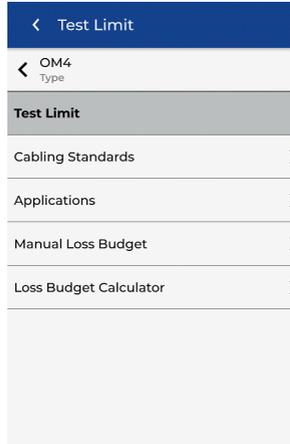 Test Limit
OM4
Type
Test Limit
Cabling Standards
Applications
Manual Loss Budget
Loss Budget Calculator